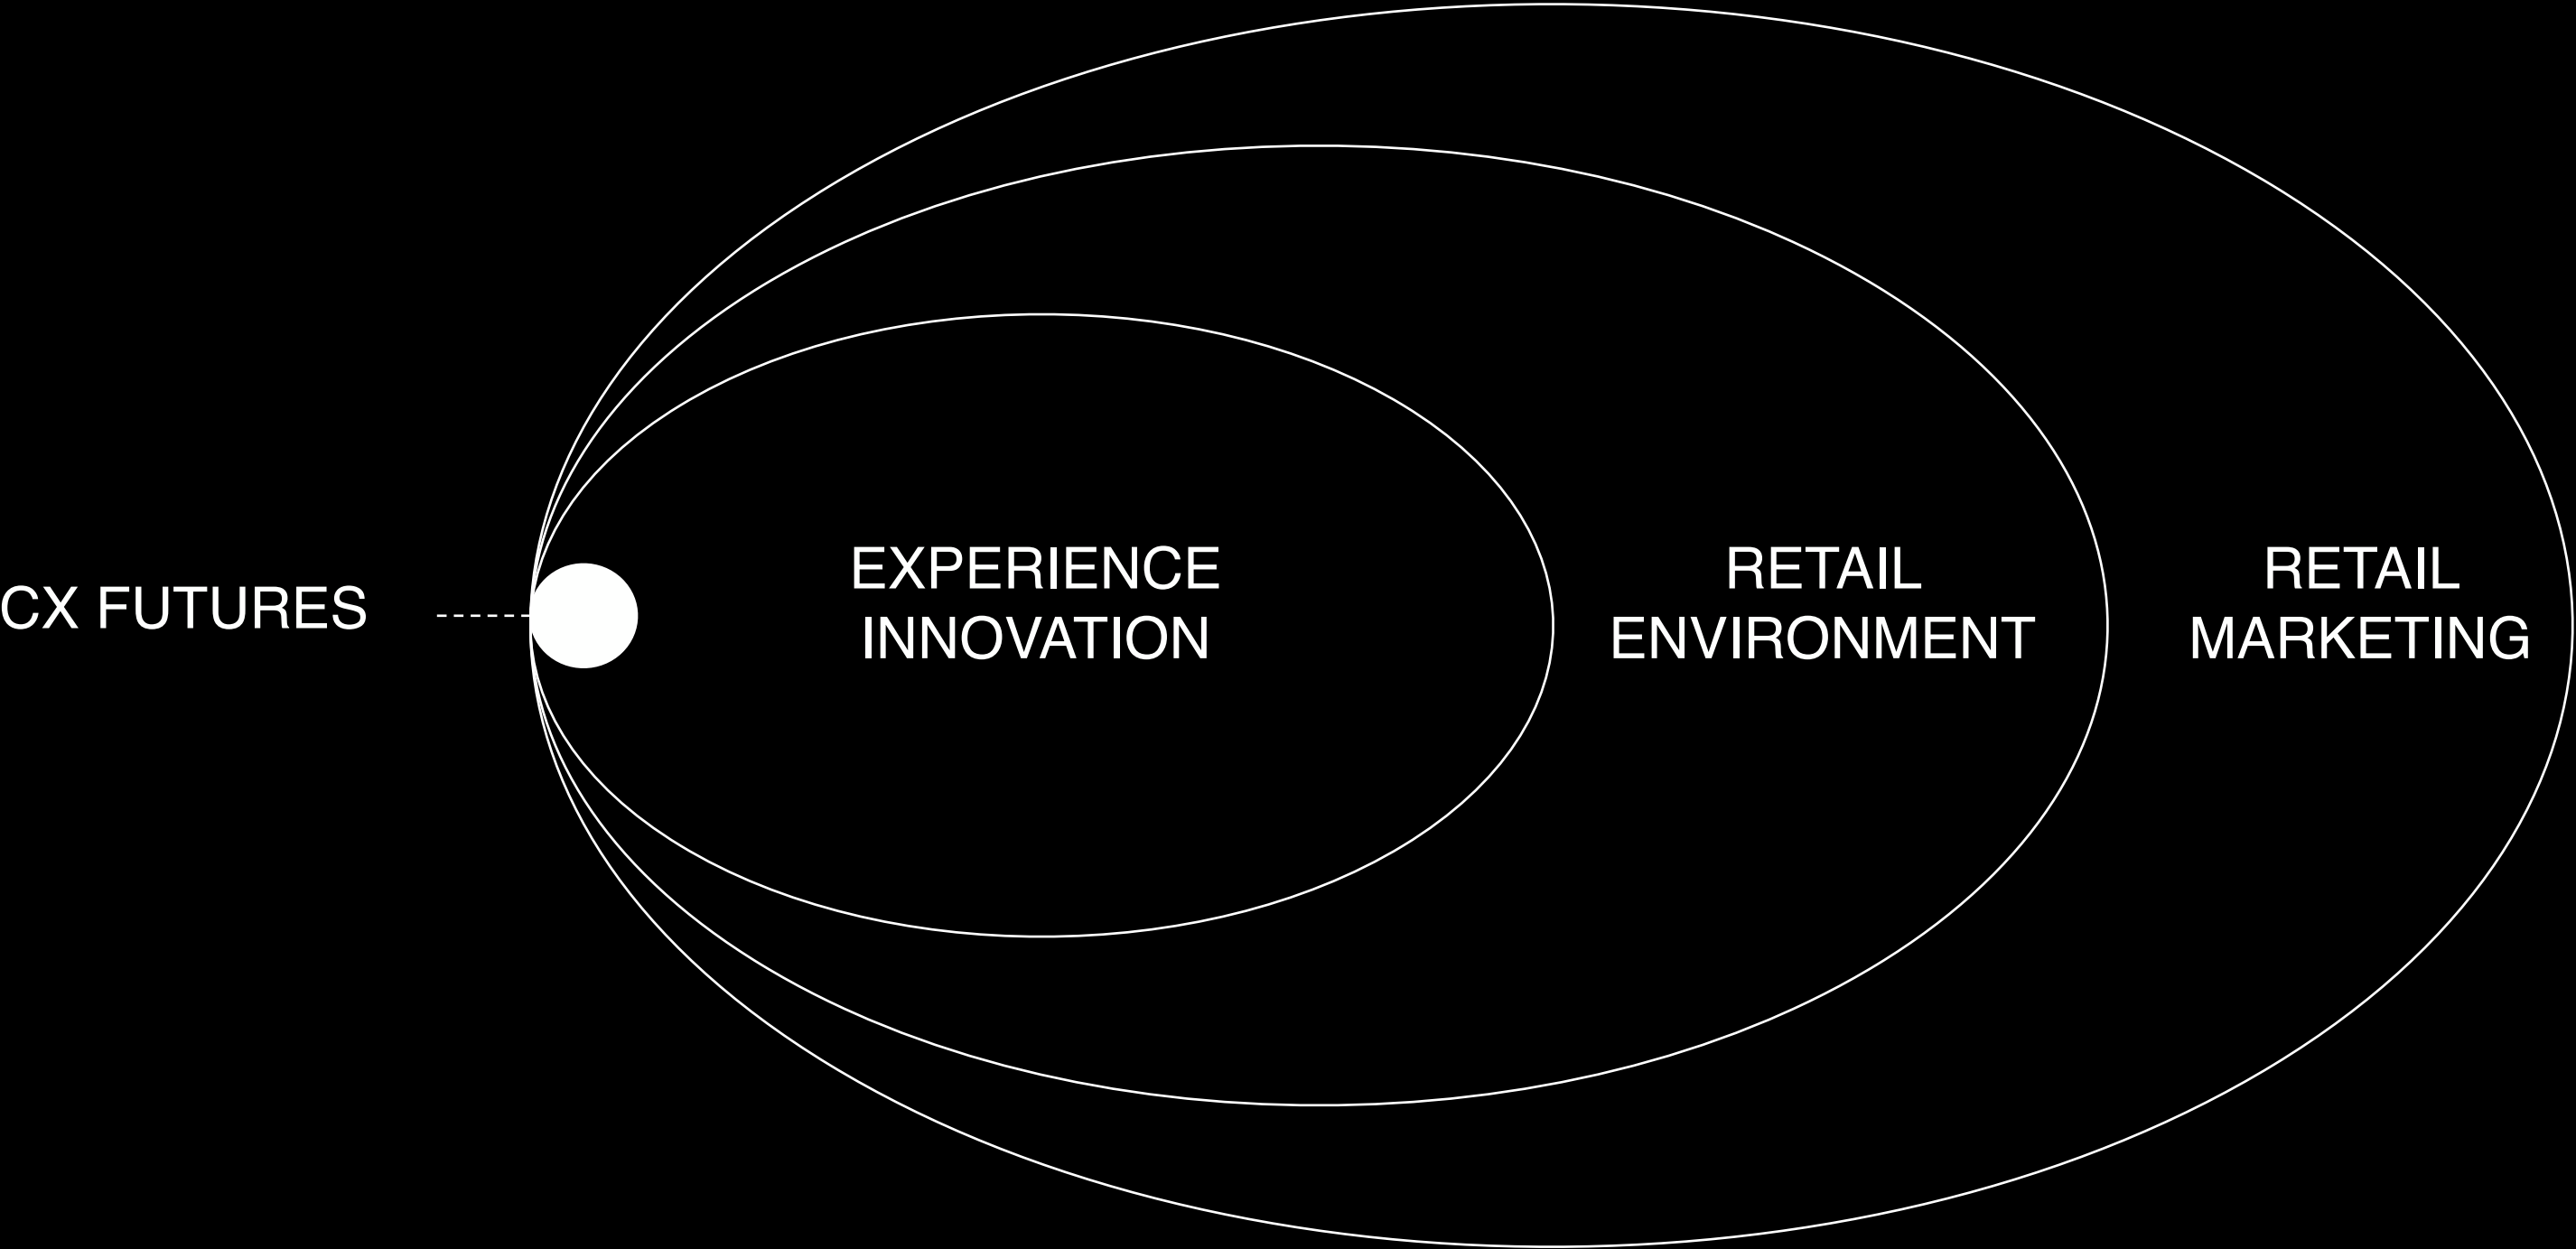 CX FUTURES
EXPERIENCE
INNOVATION
RETAIL
ENVIRONMENT
RETAIL
MARKETING